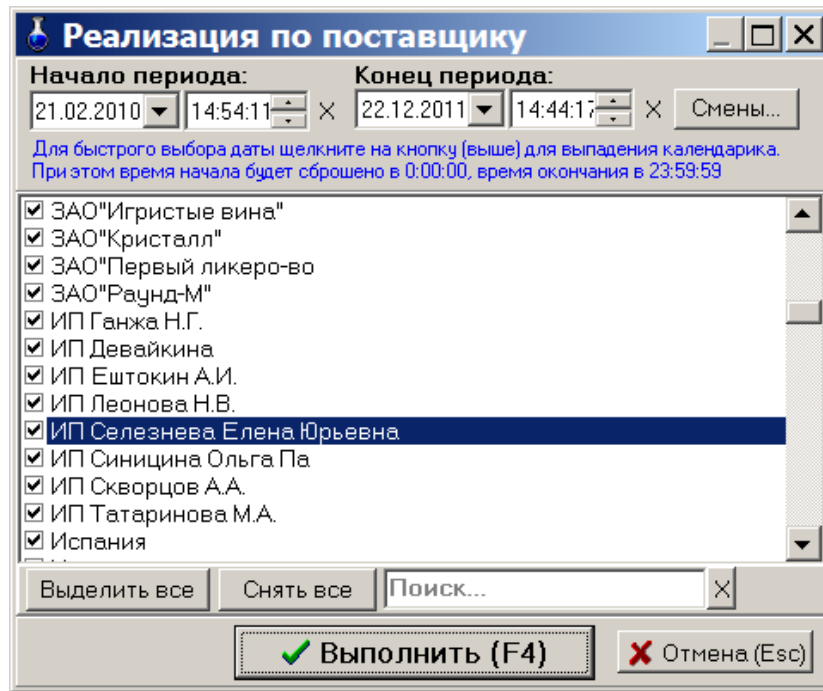 Реализация по поставщику
Начало периода: Конец периода:
21.02.2010 14:54:11 X 22.12.2011 14:44:17 X Смены...
Для быстрого выбора даты щелкните на кнопку (выше) для выпадения календарика.
При этом время начала будет сброшено в 0:00:00, время окончания в 23:59:59
ЗАО"Игристые вина"
ЗАО"Кристалл"
ЗАО"Первый ликеро-во
ЗАО"Раунд-М"
ИП Ганжа Н.Г.
ИП Девайкина
ИП Ештокин А.И.
ИП Леонова Н.В.
ИП Селезнева Елена Юрьевна
ИП Синицина Ольга Па
ИП Скворцов А.А.
ИП Татаринова М.А.
Испания
Выделить все Снять все Поиск... X
Выполнить (F4) Отмена (Esc)